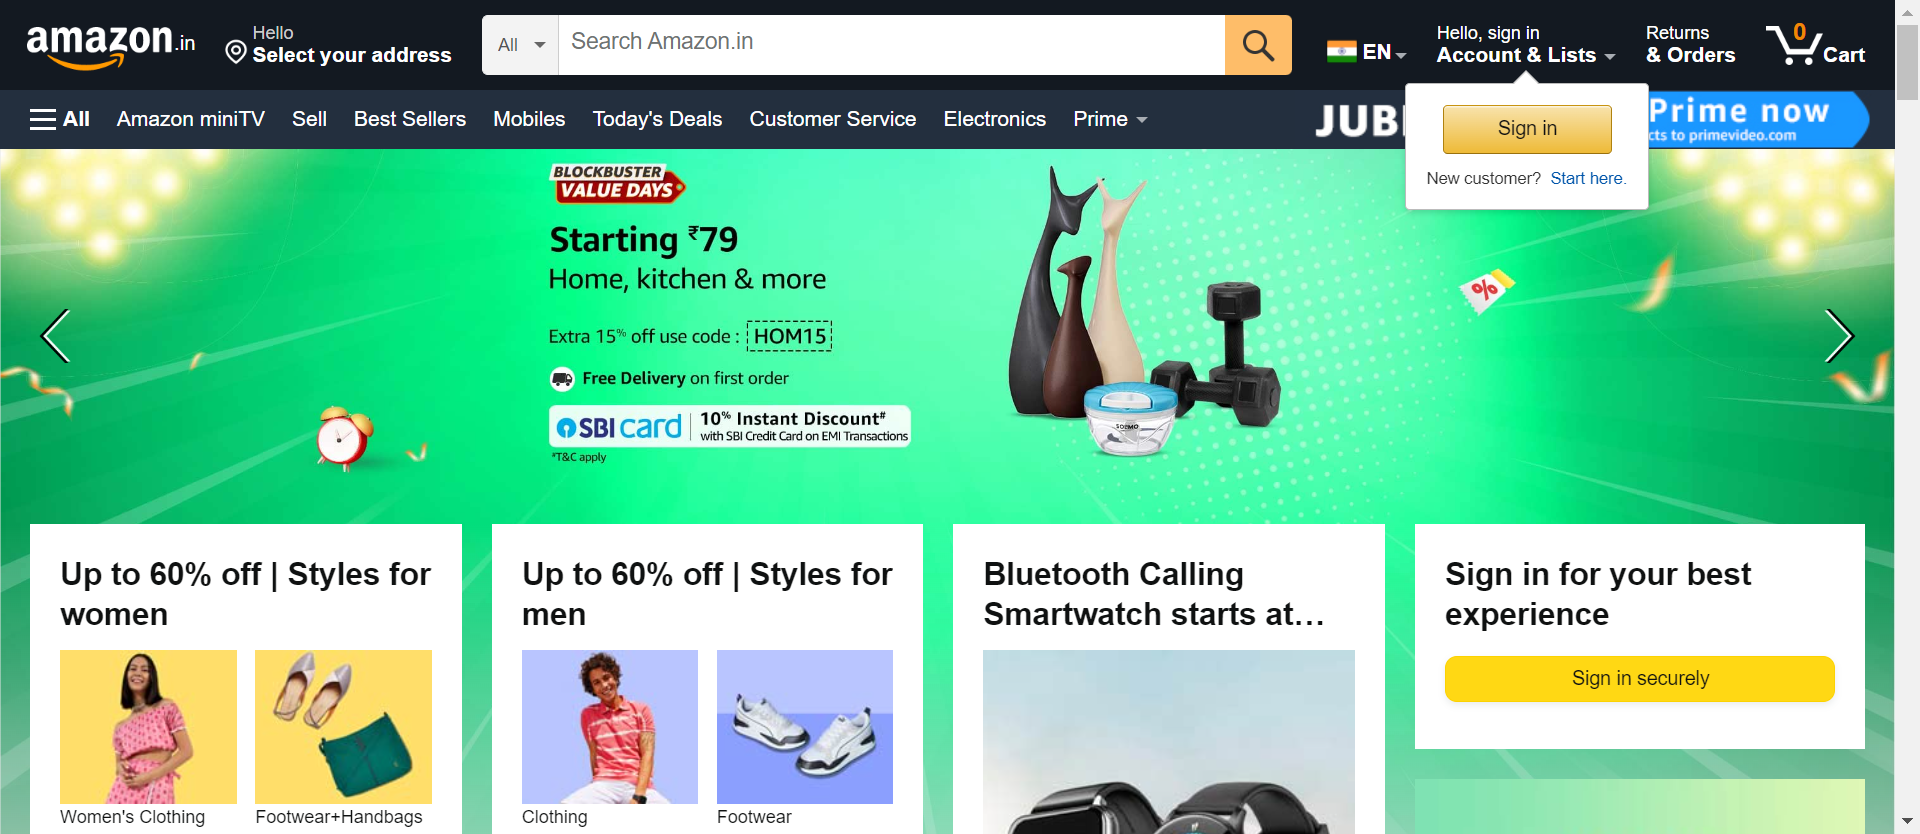 amazon.in
Hello
Select your address
All
Search Amazon.in
EN
Hello, sign in
Account & Lists
Returns
& Orders
0
Cart
All
Amazon miniTV
Sell
Best Sellers
Mobiles
Today's Deals
Customer Service
Electronics
Prime
JUB
Prime now
cts to primevideo.com
Sign in
New customer? Start here.
BLOCKBUSTER
VALUE DAYS
Starting ₹79
Home, kitchen & more
Extra 15% off use code : HOM15
Free Delivery on first order
SBI card
10% Instant Discount#
with SBI Credit Card on EMI Transactions
#T&C apply
%
Up to 60% off | Styles for
women
Women's Clothing
Footwear+Handbags
Up to 60% off | Styles for
men
Clothing
Footwear
Bluetooth Calling
Smartwatch starts at…
Sign in for your best
experience
Sign in securely